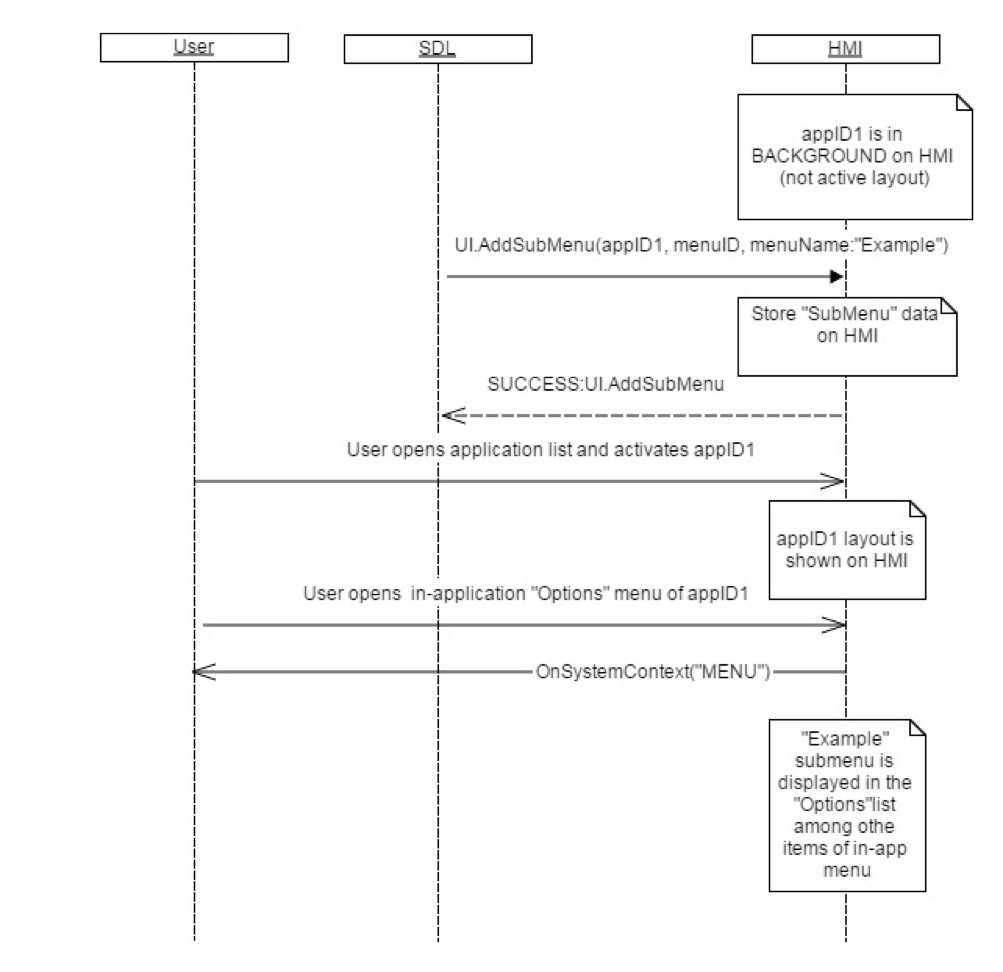 User
SDL
HMI
appID1 is in
BACKGROUND on HMI
(not active layout)
UI.AddSubMenu(appID1, menuID, menuName:"Example")
Store "SubMenu" data
on HMI
SUCCESS:UI.AddSubMenu
User opens application list and activates appID1
appID1 layout is
shown on HMI
User opens  in-application "Options" menu of appID1
OnSystemContext("MENU")
"Example"
submenu is
displayed in the
"Options"list
among othe
items of in-app
menu